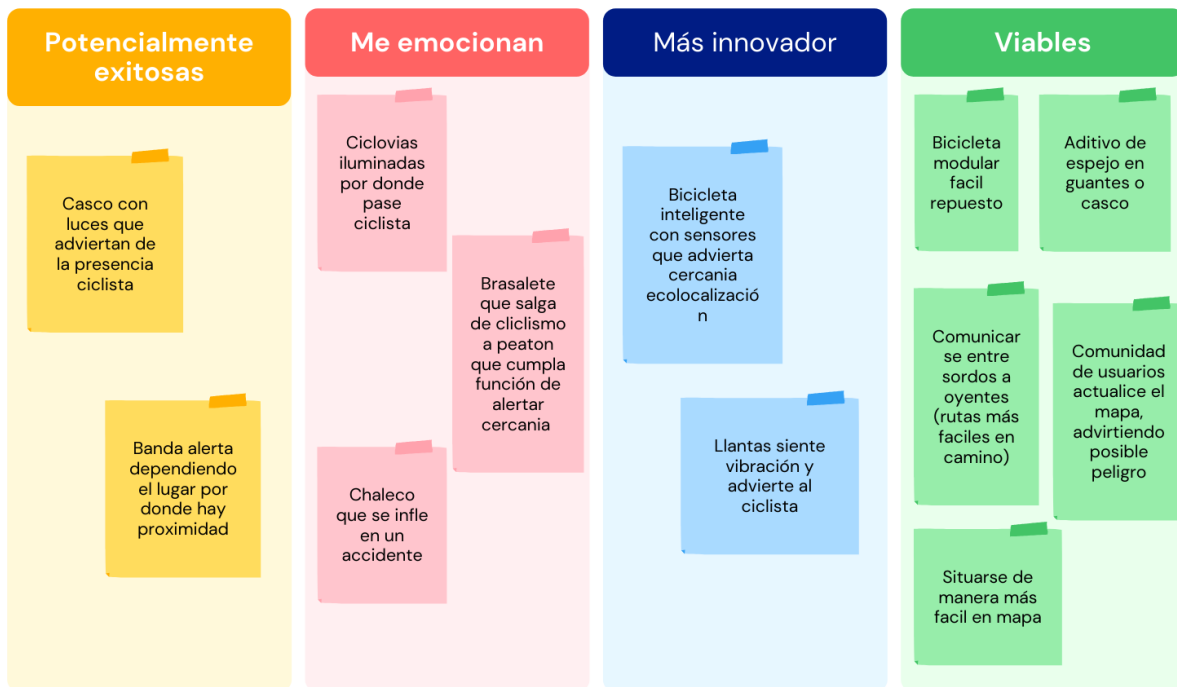 Potencialmente
exitosas
Casco con
luces que
adviertan de
la presencia
ciclista
Banda alerta
dependiendo
el lugar por
donde hay
proximidad
Me emocionan
Ciclovias
iluminadas
por donde
pase
ciclista
Brasalete
que salga
de cliclismo
a peaton
que cumpla
función de
alertar
cercania
Chaleco
que se infle
en un
accidente
Más innovador
Bicicleta
inteligente
con sensores
que advierta
cercania
ecolocalizació
n
Llantas siente
vibración y
advierte al
ciclista
Viables
Bicicleta
modular
facil
repuesto
Aditivo de
espejo en
guantes o
casco
Comunicar
se entre
sordos a
oyentes
(rutas más
faciles en
camino)
Comunidad
de usuarios
actualice el
mapa,
advirtiendo
posible
peligro
Situarse de
manera más
facil en mapa